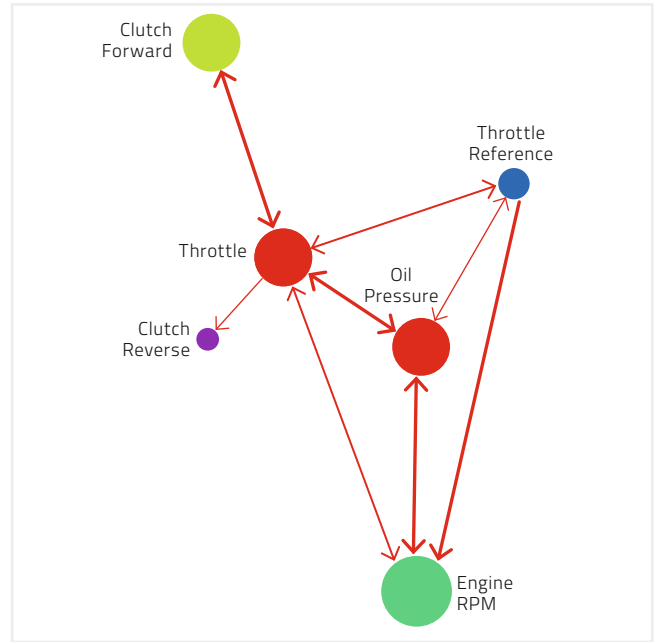 Clutch
Forward
Throttle
Reference
Throttle
Oil
Pressure
Clutch
Reverse
Engine
RPM